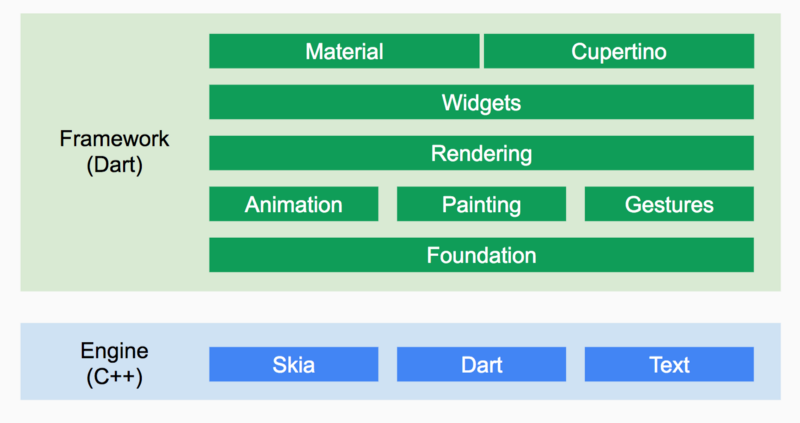 Framework
(Dart)
Material
Cupertino
Widgets
Rendering
Animation
Painting
Gestures
Foundation
Engine
(C++)
Skia
Dart
Text